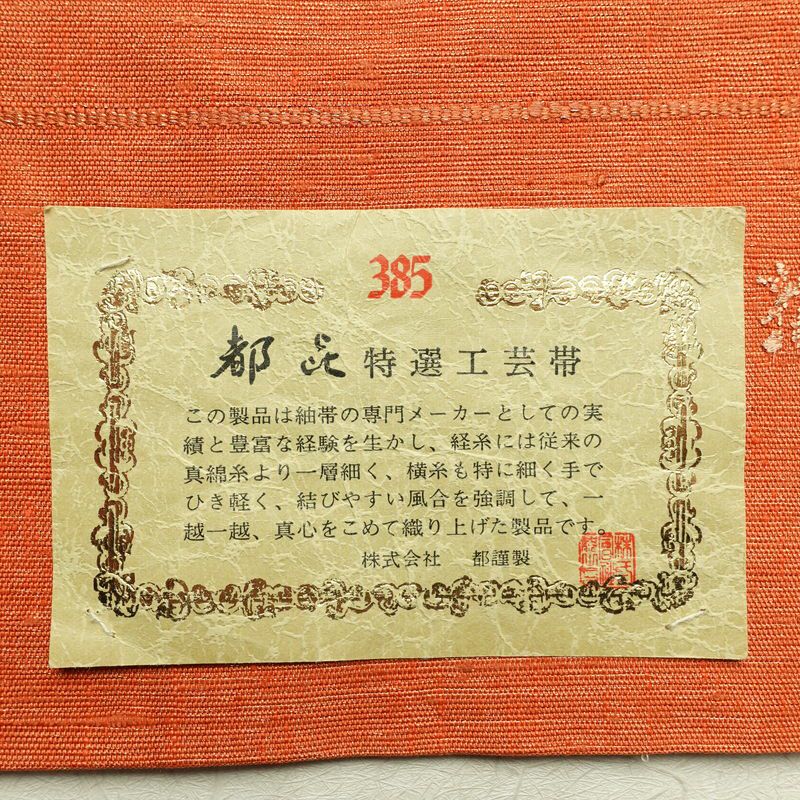 385
都 特選工芸帯
この製品は紬帯の専門メーカーとしての実
績と豊富な経験を生かし、経糸には従来の
真綿糸より一層細く、横糸も特に細く手で
ひき軽く、結びやすい風合を強調して、一
越一越、真心をこめて織り上げた製品です。
株式会社 都謹製